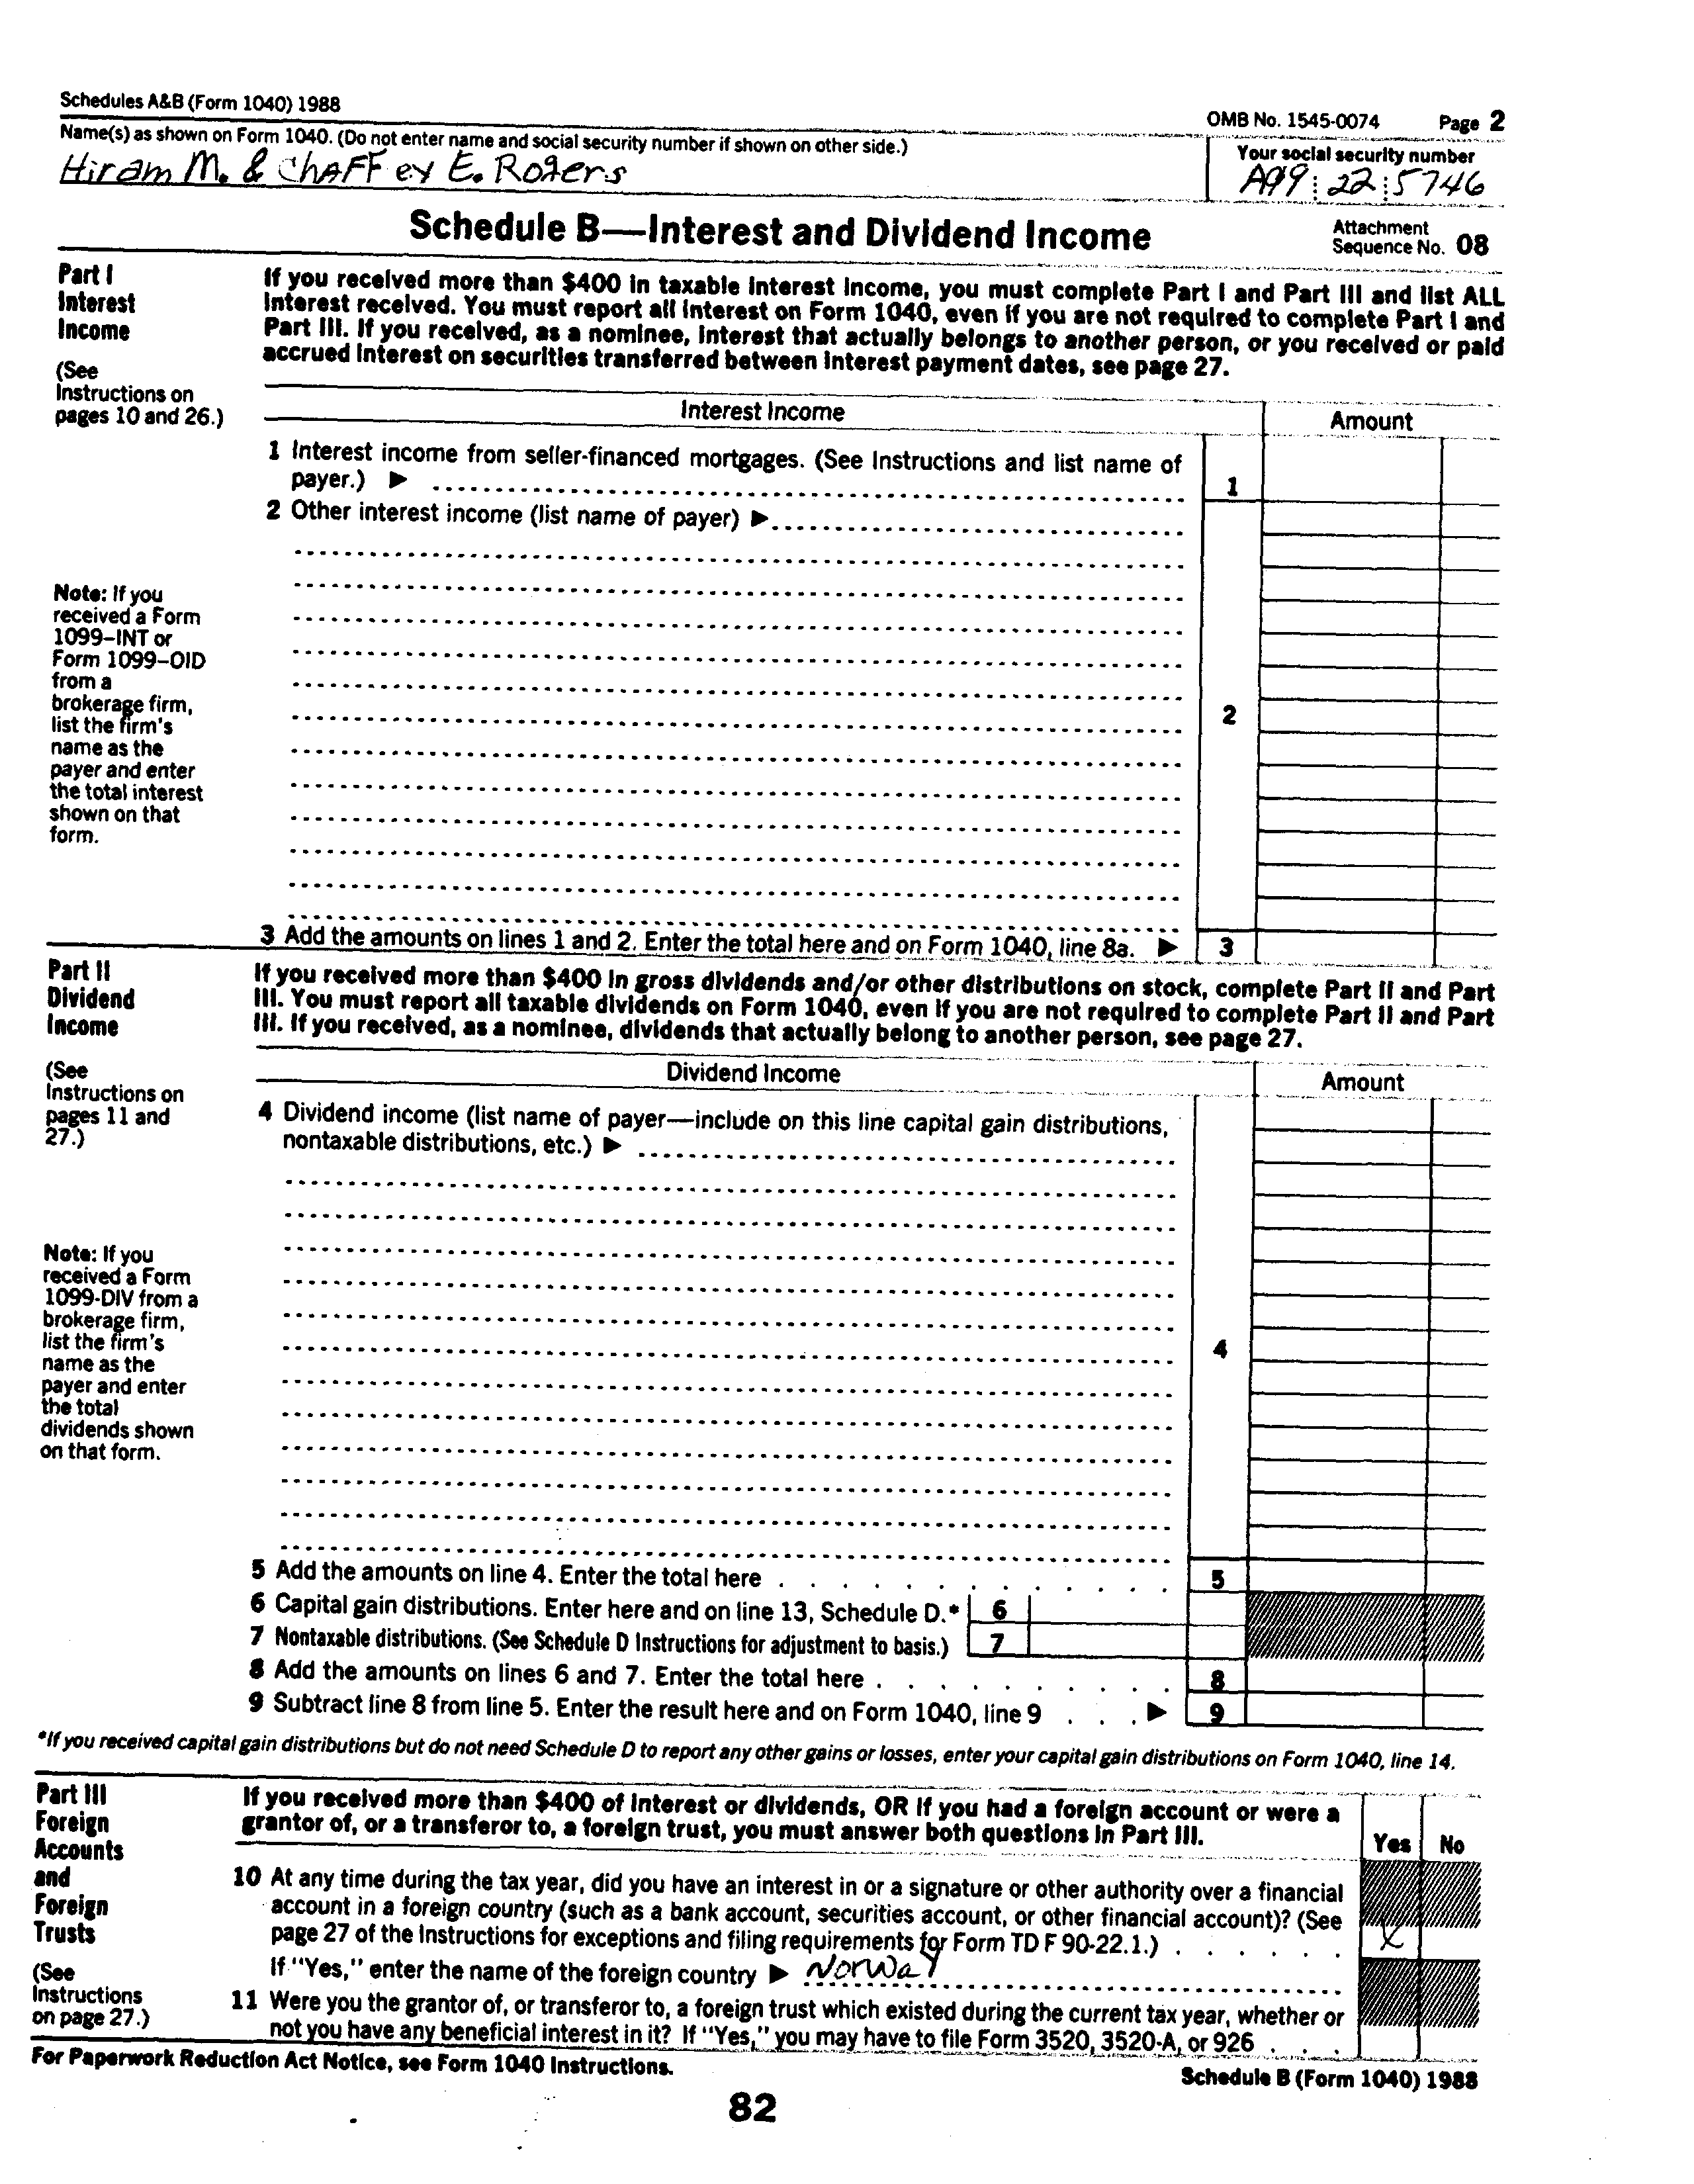 Schedules A&B (Form 1040) 1988
OMB No. 1545-0074 Page 2
Name(s) as shown on Form 1040. (Do not enter name and social security number if shown on other side.)
Your social security number
Hiram M. & Chaffey E. Rogers
A99 22 5746
Schedule B—Interest and Dividend Income
Attachment
Sequence No. 08
Part I
Interest
Income
(See
Instructions on
pages 10 and 26.)
If you received more than $400 in taxable interest income, you must complete Part I and Part III and list ALL
interest received. You must report all interest on Form 1040, even if you are not required to complete Part I and
Part III. If you received, as a nominee, interest that actually belongs to another person, or you received or paid
accrued interest on securities transferred between interest payment dates, see page 27.
Interest Income
Amount
1 Interest income from seller-financed mortgages. (See Instructions and list name of
payer.) ▶
1
2 Other interest income (list name of payer) ▶
Note: If you
received a Form
1099–INT or
Form 1099–OID
from a
brokerage firm,
list the firm's
name as the
payer and enter
the total interest
shown on that
form.
2
3 Add the amounts on lines 1 and 2. Enter the total here and on Form 1040, line 8a. ▶ 3
Part II
Dividend
Income
(See
Instructions on
pages 11 and
27.)
If you received more than $400 in gross dividends and/or other distributions on stock, complete Part II and Part
III. You must report all taxable dividends on Form 1040, even if you are not required to complete Part II and Part
III. If you received, as a nominee, dividends that actually belong to another person, see page 27.
Dividend Income
Amount
4 Dividend income (list name of payer—include on this line capital gain distributions,
nontaxable distributions, etc.) ▶
Note: If you
received a Form
1099-DIV from a
brokerage firm,
list the firm's
name as the
payer and enter
the total
dividends shown
on that form.
4
5 Add the amounts on line 4. Enter the total here . . . . . . . . . . 5
6 Capital gain distributions. Enter here and on line 13, Schedule D.* 6
7 Nontaxable distributions. (See Schedule D Instructions for adjustment to basis.) 7
8 Add the amounts on lines 6 and 7. Enter the total here . . . . . . . . . 8
9 Subtract line 8 from line 5. Enter the result here and on Form 1040, line 9 . . . ▶ 9
*If you received capital gain distributions but do not need Schedule D to report any other gains or losses, enter your capital gain distributions on Form 1040, line 14.
Part III
Foreign
Accounts
and
Foreign
Trusts
(See
Instructions
on page 27.)
If you received more than $400 of interest or dividends, OR if you had a foreign account or were a
grantor of, or a transferor to, a foreign trust, you must answer both questions in Part III.
Yes No
10 At any time during the tax year, did you have an interest in or a signature or other authority over a financial
account in a foreign country (such as a bank account, securities account, or other financial account)? (See
page 27 of the Instructions for exceptions and filing requirements for Form TD F 90-22.1.) . . . . . . X
If "Yes," enter the name of the foreign country ▶ Norway
11 Were you the grantor of, or transferor to, a foreign trust which existed during the current tax year, whether or
not you have any beneficial interest in it? If "Yes," you may have to file Form 3520, 3520-A, or 926 . . .
For Paperwork Reduction Act Notice, see Form 1040 Instructions.
Schedule B (Form 1040) 1988
82